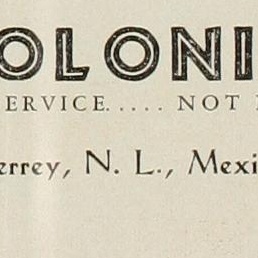 OLONI
ERVICE..... NOT
errey, N. L., Mexi